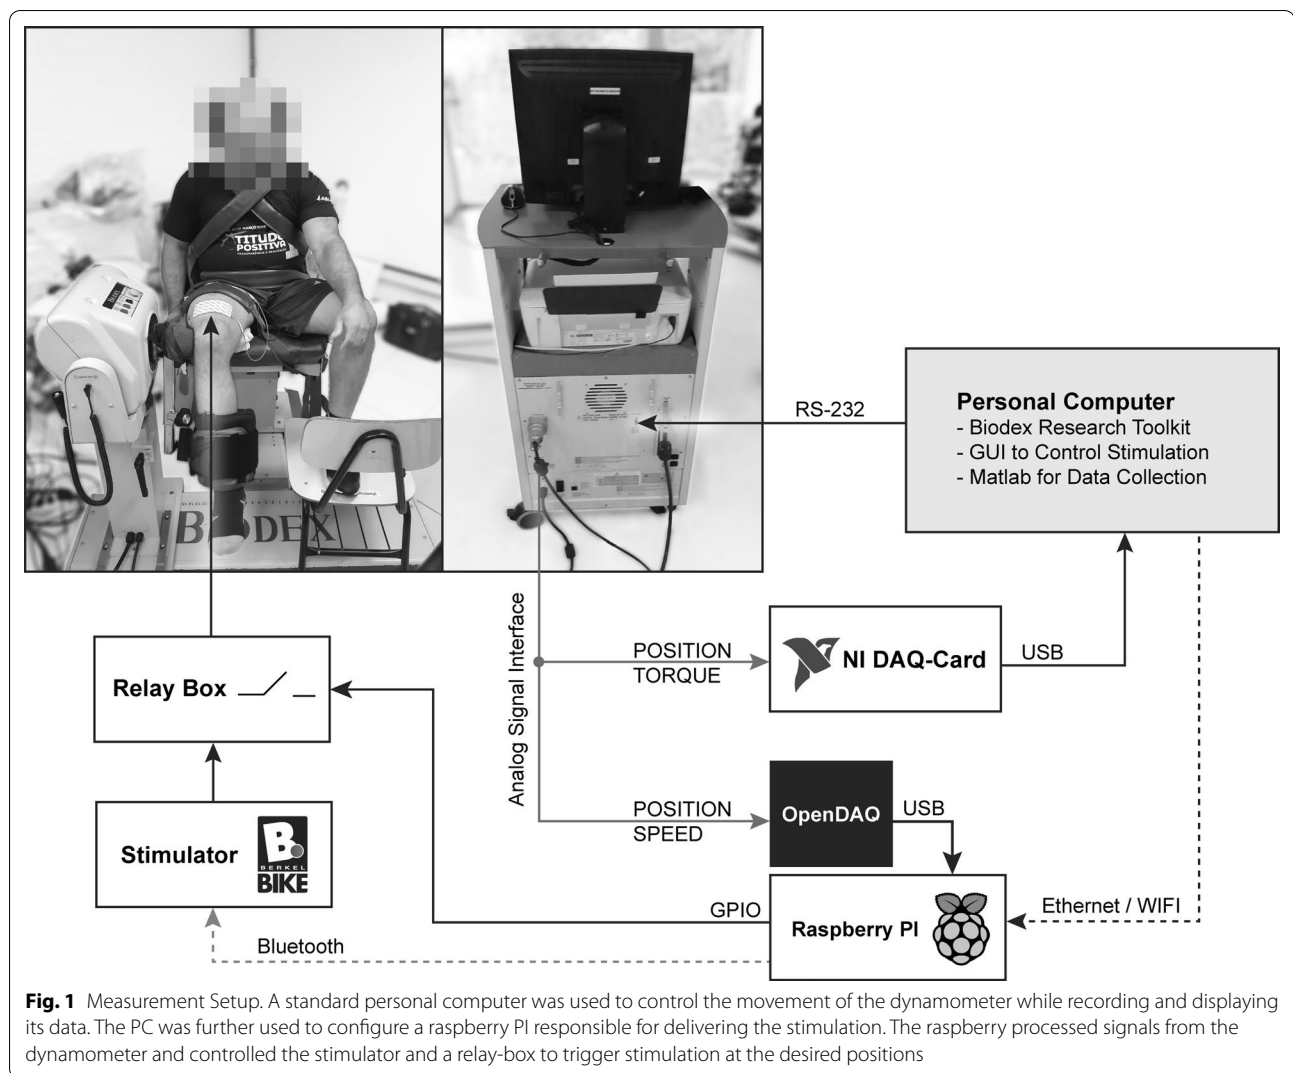 TITUDE
POSITIVA
BIODEX
RS-232
Personal Computer
- Biodex Research Toolkit
- GUI to Control Stimulation
- Matlab for Data Collection
Analog Signal Interface
POSITION
TORQUE
NI DAQ-Card
USB
Relay Box
POSITION
SPEED
OpenDAQ
USB
Stimulator
B.
BERKEL
BIKE
GPIO
Raspberry PI
Ethernet / WIFI
Bluetooth
Fig. 1 Measurement Setup. A standard personal computer was used to control the movement of the dynamometer while recording and displaying
its data. The PC was further used to configure a raspberry PI responsible for delivering the stimulation. The raspberry processed signals from the
dynamometer and controlled the stimulator and a relay-box to trigger stimulation at the desired positions